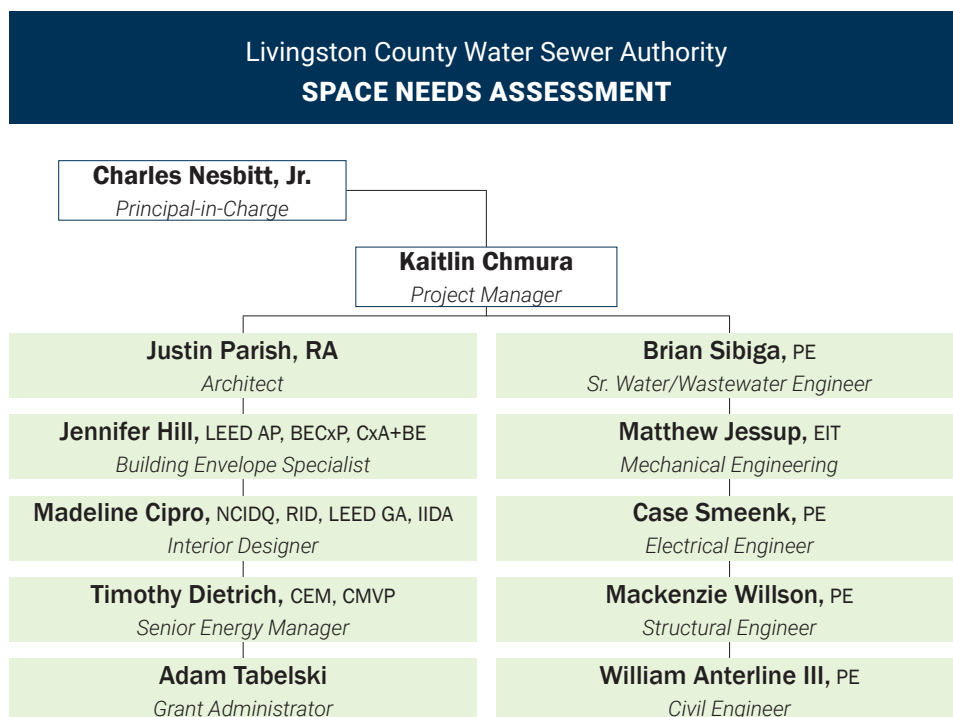 Livingston County Water Sewer Authority
SPACE NEEDS ASSESSMENT
Charles Nesbitt, Jr.
Principal-in-Charge
Kaitlin Chmura
Project Manager
Justin Parish, RA
Architect
Jennifer Hill, LEED AP, BECxP, CxA+BE
Building Envelope Specialist
Madeline Cipro, NCIDQ, RID, LEED GA, IIDA
Interior Designer
Timothy Dietrich, CEM, CMVP
Senior Energy Manager
Adam Tabelski
Grant Administrator
Brian Sibiga, PE
Sr. Water/Wastewater Engineer
Matthew Jessup, EIT
Mechanical Engineering
Case Smeenk, PE
Electrical Engineer
Mackenzie Willson, PE
Structural Engineer
William Anterline III, PE
Civil Engineer